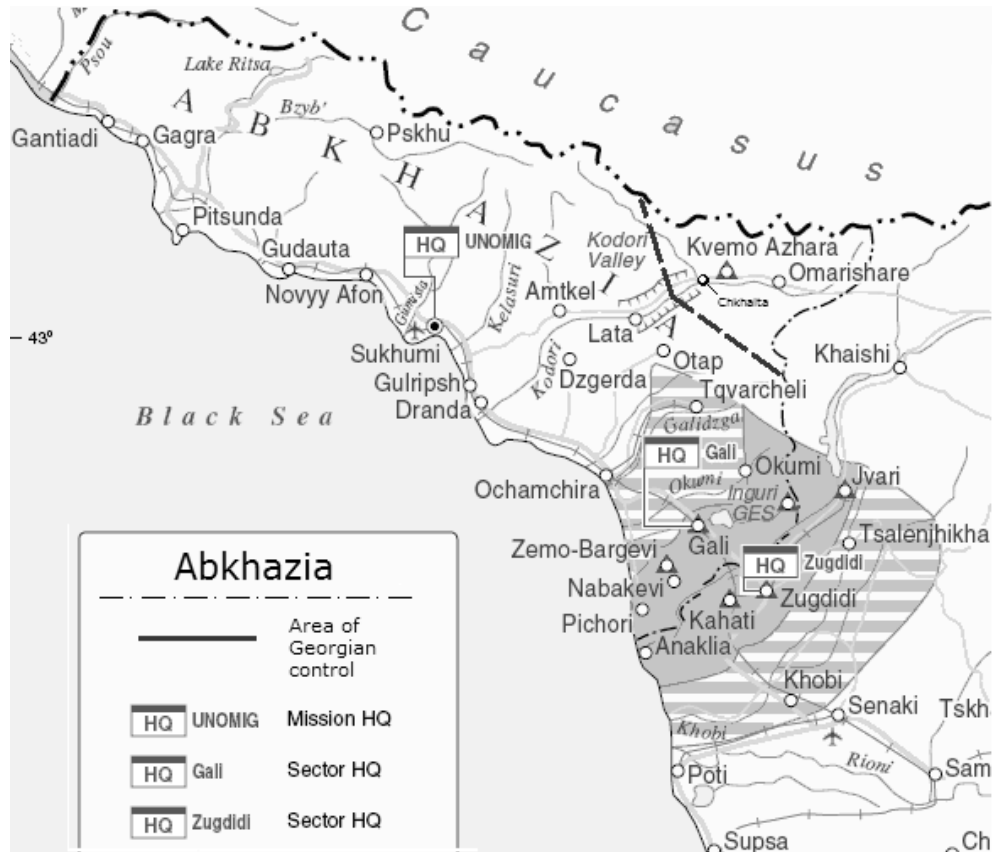 Caucasus
Psou
Lake Ritsa
ABKHAZIA
Bzyb'
Pskhu
Gantiadi
Gagra
Pitsunda
HQ UNOMIG
Kodori
Valley
Kvemo Azhara
Gudauta
Omarishare
Novyy Afon
Gumista
Kelasuri
Amtkel
Chkhalta
43°
Lata
Sukhumi
Kodori
Otap
Khaishi
Gulripsh
Dzgerda
Tqvarcheli
Dranda
Black Sea
Galidzga
HQ Gali
Okumi
Jvari
Ochamchira
Okumi
Inguri
GES
Gali
Tsalenjhikha
Zemo-Bargevi
HQ Zugdidi
Nabakevi
Zugdidi
Pichori
Kahati
Anaklia
Khobi
Senaki
Tskh
Khobi
Rioni
Poti
Sam
Supsa
Ch
Abkhazia
Area of
Georgian
control
HQ UNOMIG Mission HQ
HQ Gali Sector HQ
HQ Zugdidi Sector HQ